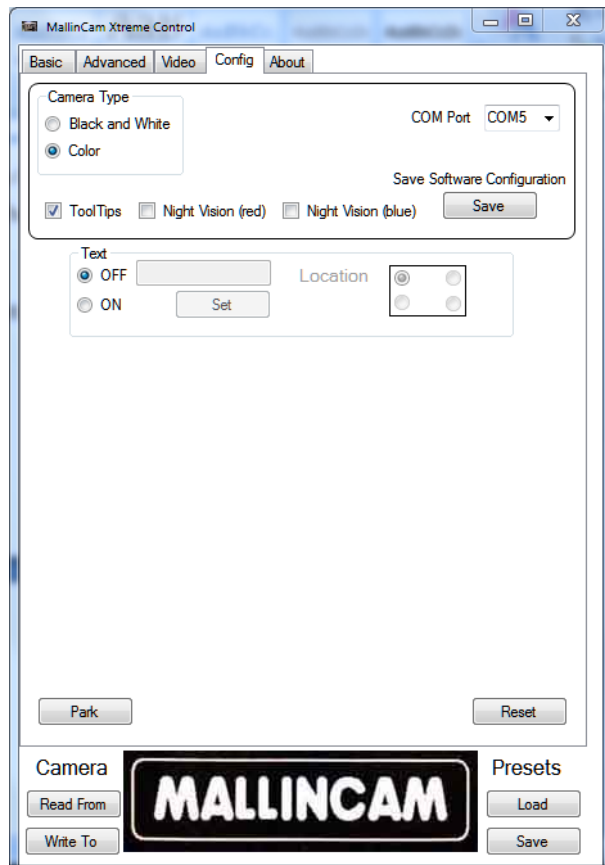 MallinCam Xtreme Control
Basic Advanced Video Config About
Camera Type
Black and White
COM Port COM5
Color
Save Software Configuration
ToolTips Night Vision (red) Night Vision (blue) Save
Text
OFF Location
ON Set
Park Reset
Camera Presets
MALLINCAM
Read From Load
Write To Save